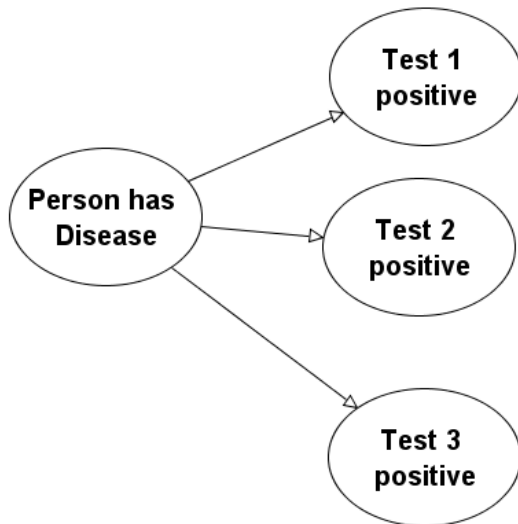 Test 1
positive
Person has
Disease
Test 2
positive
Test 3
positive